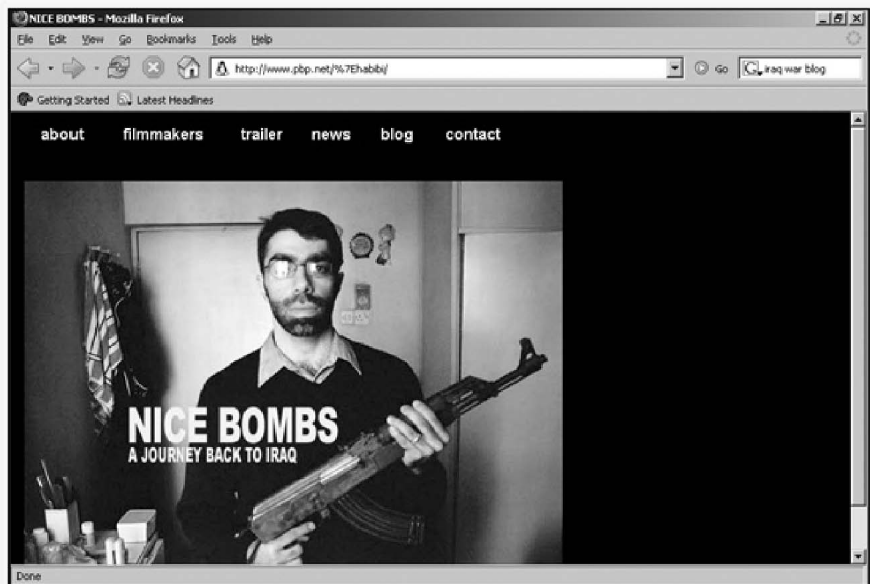 NICE BOMBS - Mozilla Firefox
File Edit View Go Bookmarks Tools Help
http://www.pbp.net/%7Ehabibi/ Go G iraq war blog
Getting Started Latest Headlines
about filmmakers trailer news blog contact
NICE BOMBS
A JOURNEY BACK TO IRAQ
Done